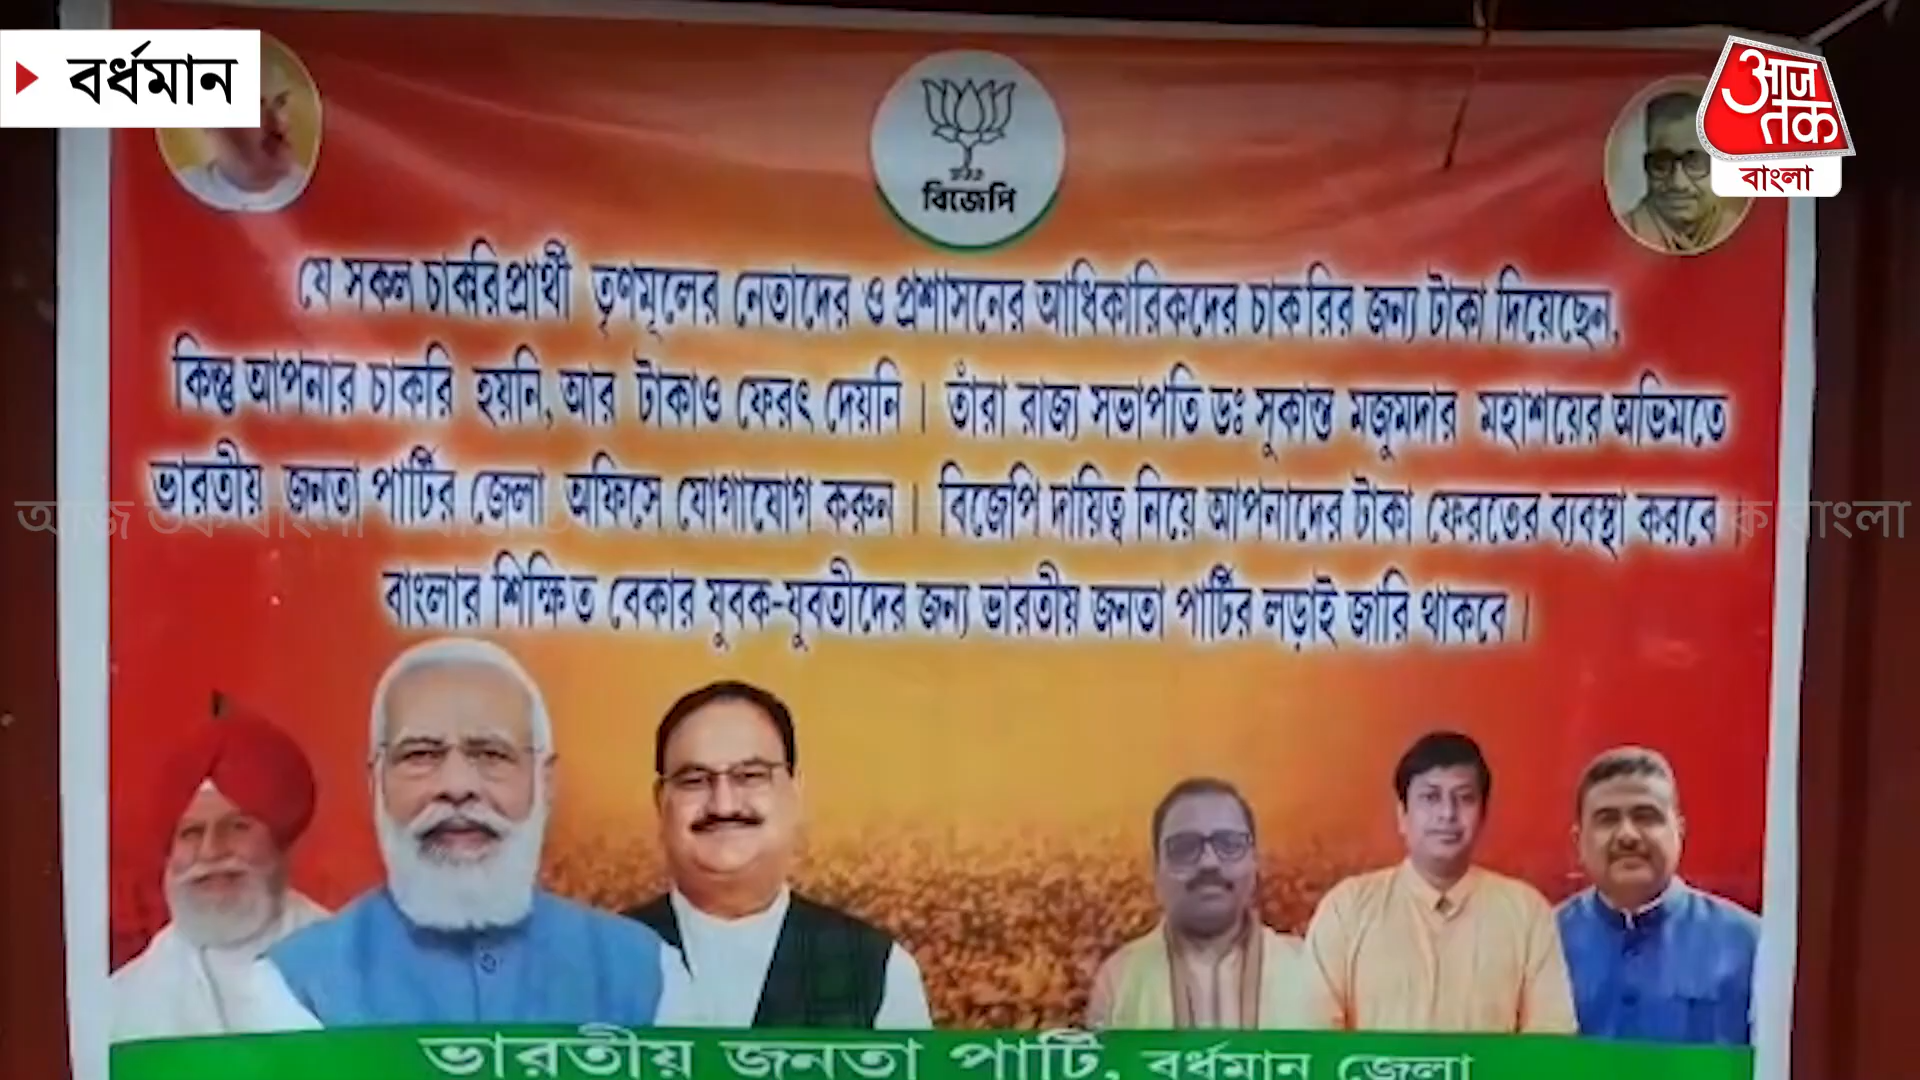 বর্ধমান
आज
तक
বাংলা
বিজেপি
যে সকল চাকরিপ্রার্থী তৃণমূলের নেতাদের ও প্রশাসনের আধিকারিকদের চাকরির জন্য টাকা দিয়েছেন,
কিন্তু আপনার চাকরি হয়নি, আর টাকাও ফেরৎ দেয়নি । তাঁরা রাজ্য সভাপতি ডঃ সুকান্ত মজুমদার মহাশয়ের অভিমতে
ভারতীয় জনতা পার্টির জেলা অফিসে যোগাযোগ করুন । বিজেপি দায়িত্ব নিয়ে আপনাদের টাকা ফেরতের ব্যবস্থা করবে ।
বাংলার শিক্ষিত বেকার যুবক-যুবতীদের জন্য ভারতীয় জনতা পার্টির লড়াই জারি থাকবে ।
ভারতীয় জনতা পার্টি, বর্ধমান জেলা